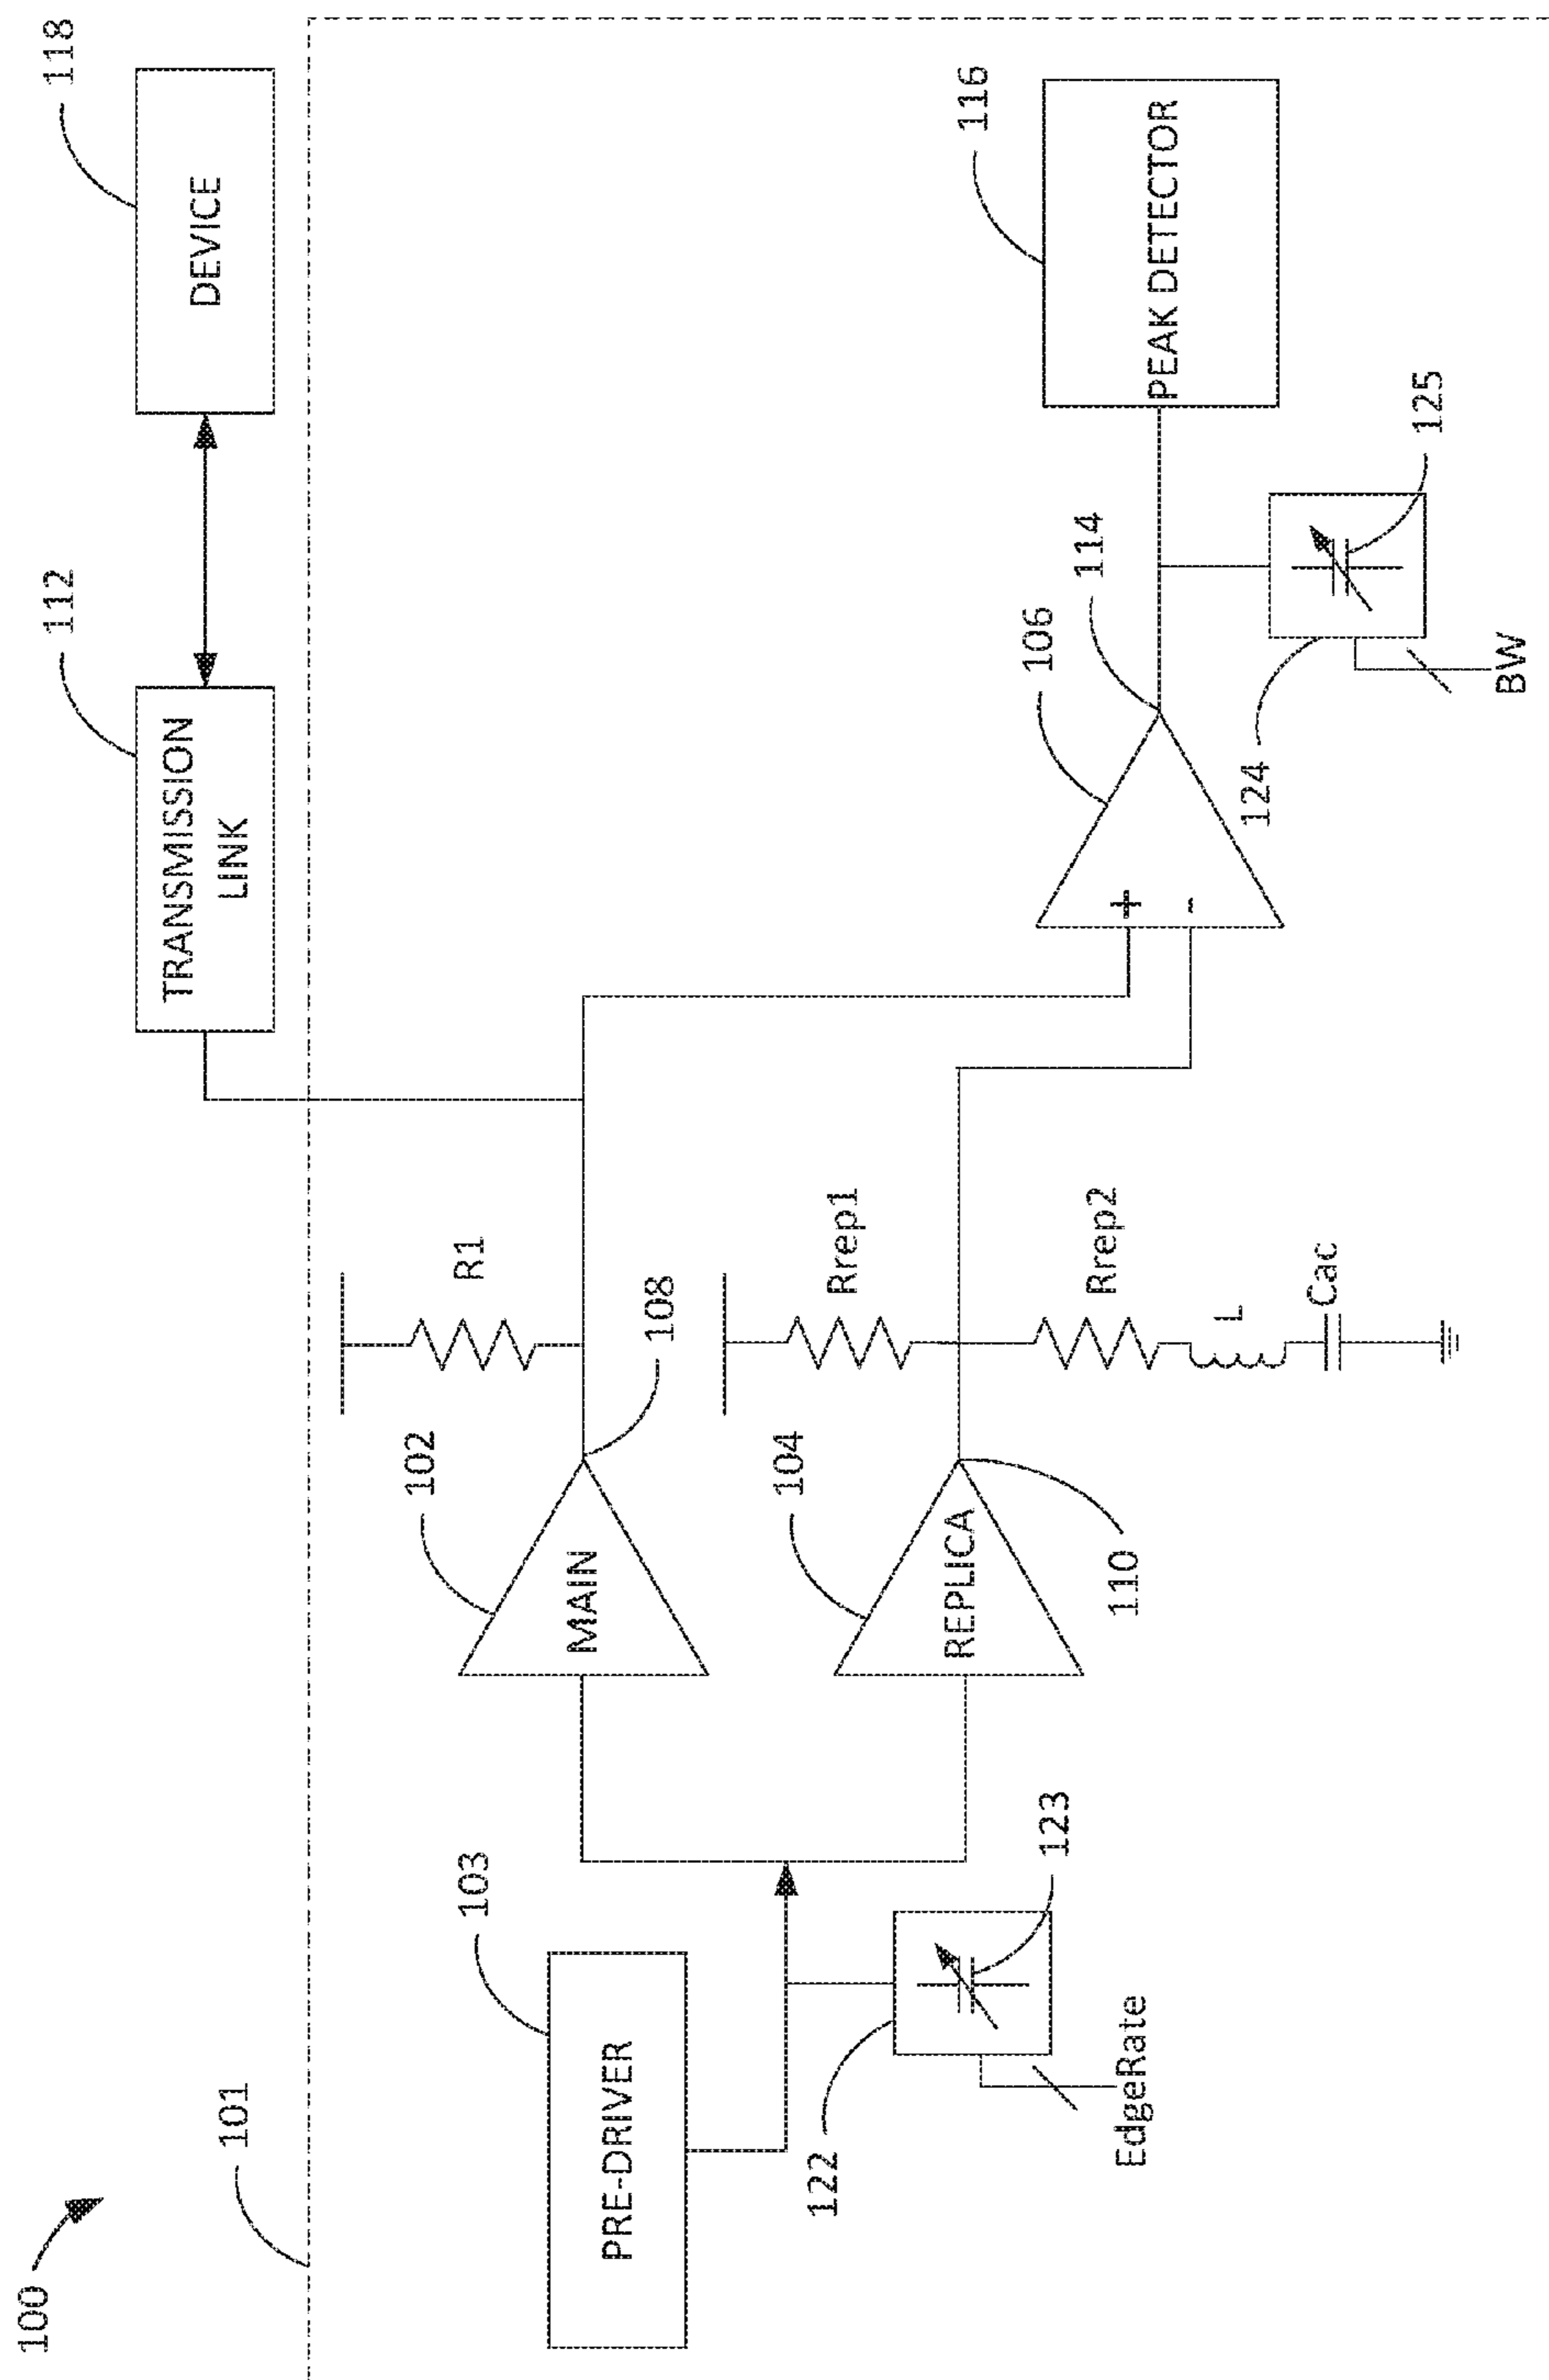 100
101
118
DEVICE
112
TRANSMISSION
LINK
116
PEAK DETECTOR
R1
108
102
MAIN
106
+
-
114
124
125
BW
Rrep1
Rrep2
L
Cac
104
REPLICA
110
103
PRE-DRIVER
122
123
EdgeRate